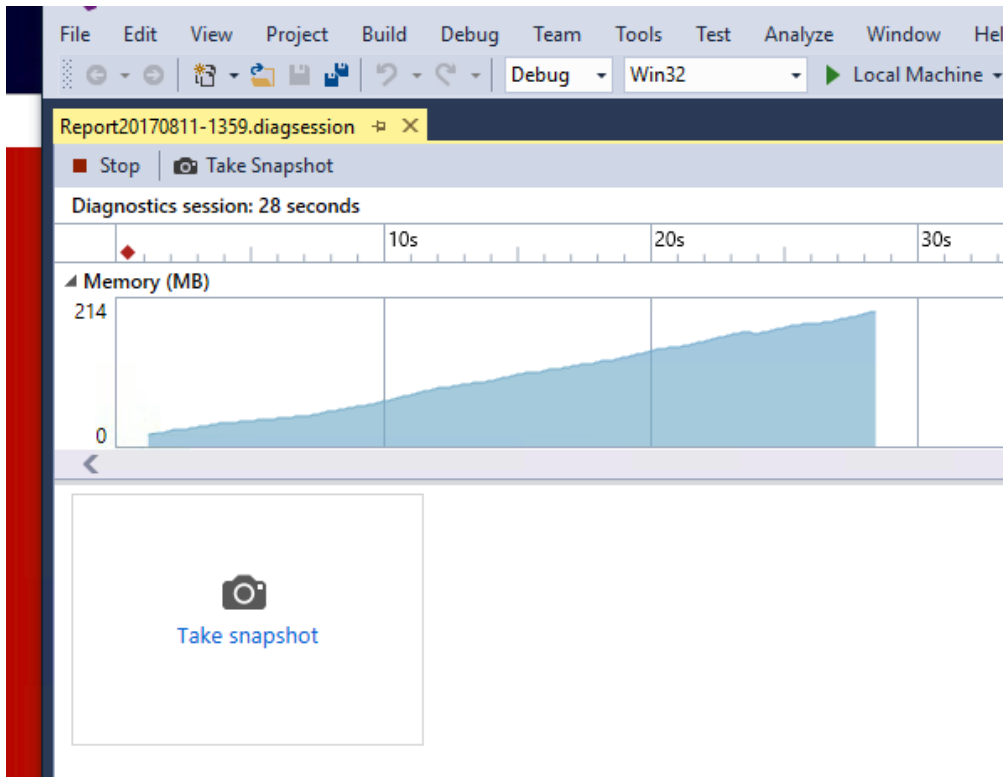 File Edit View Project Build Debug Team Tools Test Analyze Window Hel
Debug Win32 Local Machine
Report20170811-1359.diagsession
Stop Take Snapshot
Diagnostics session: 28 seconds
10s 20s 30s
Memory (MB)
214
0
Take snapshot